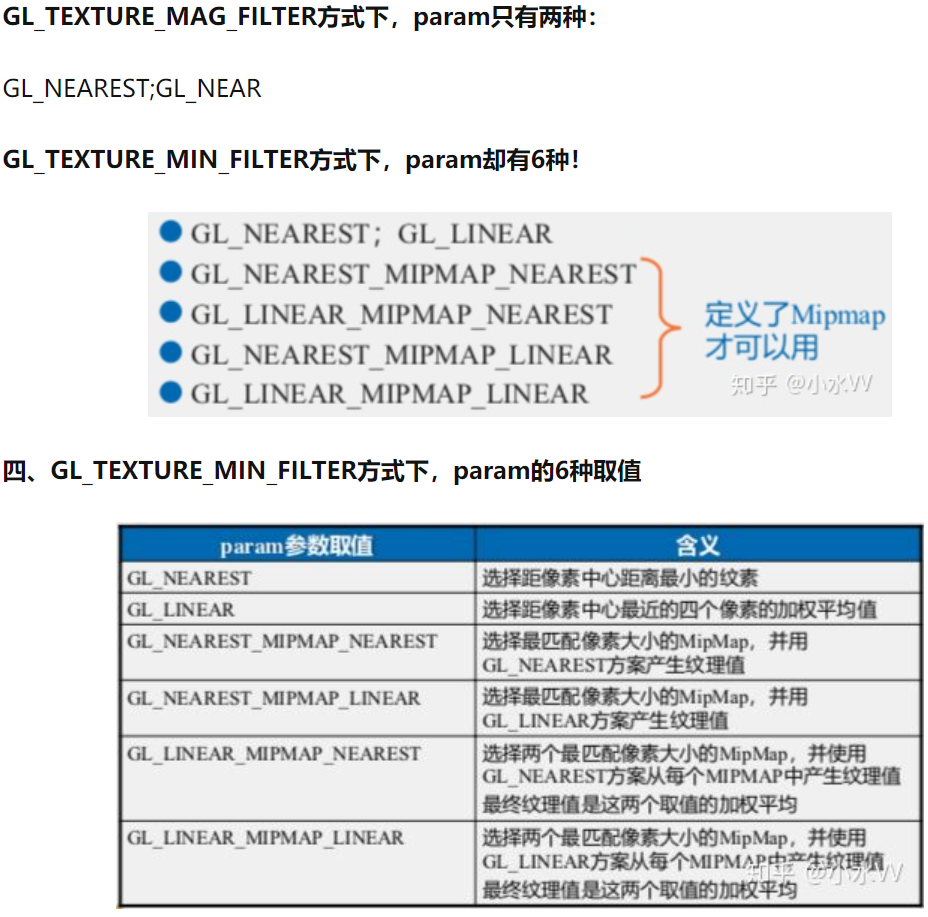 GL_TEXTURE_MAG_FILTER方式下，param只有两种：
GL_NEAREST;GL_NEAR
GL_TEXTURE_MIN_FILTER方式下，param却有6种！
GL_NEAREST；GL_LINEAR
GL_NEAREST_MIPMAP_NEAREST
GL_LINEAR_MIPMAP_NEAREST
GL_NEAREST_MIPMAP_LINEAR
GL_LINEAR_MIPMAP_LINEAR
定义了Mipmap
才可以用
知乎 @小水VV
四、GL_TEXTURE_MIN_FILTER方式下，param的6种取值
param参数取值 含义
GL_NEAREST 选择距像素中心距离最小的纹素
GL_LINEAR 选择距像素中心最近的四个像素的加权平均值
GL_NEAREST_MIPMAP_NEAREST 选择最匹配像素大小的MipMap，并用
GL_NEAREST方案产生纹理值
GL_NEAREST_MIPMAP_LINEAR 选择最匹配像素大小的MipMap，并用
GL_LINEAR方案产生纹理值
GL_LINEAR_MIPMAP_NEAREST 选择两个最匹配像素大小的MipMap，并使用
GL_NEAREST方案从每个MIPMAP中产生纹理值
最终纹理值是这两个取值的加权平均
GL_LINEAR_MIPMAP_LINEAR 选择两个最匹配像素大小的MipMap，并使用
GL_LINEAR方案从每个MIPMAP中产生纹理值
最终纹理值是这两个取值的加权平均
知乎 @小水VV